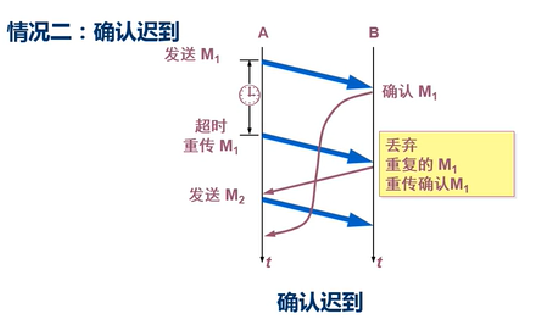 情况二：确认迟到
A
B
发送 M1
确认 M1
超时
重传 M1
丢弃
重复的 M1
重传确认M1
发送 M2
t
t
确认迟到